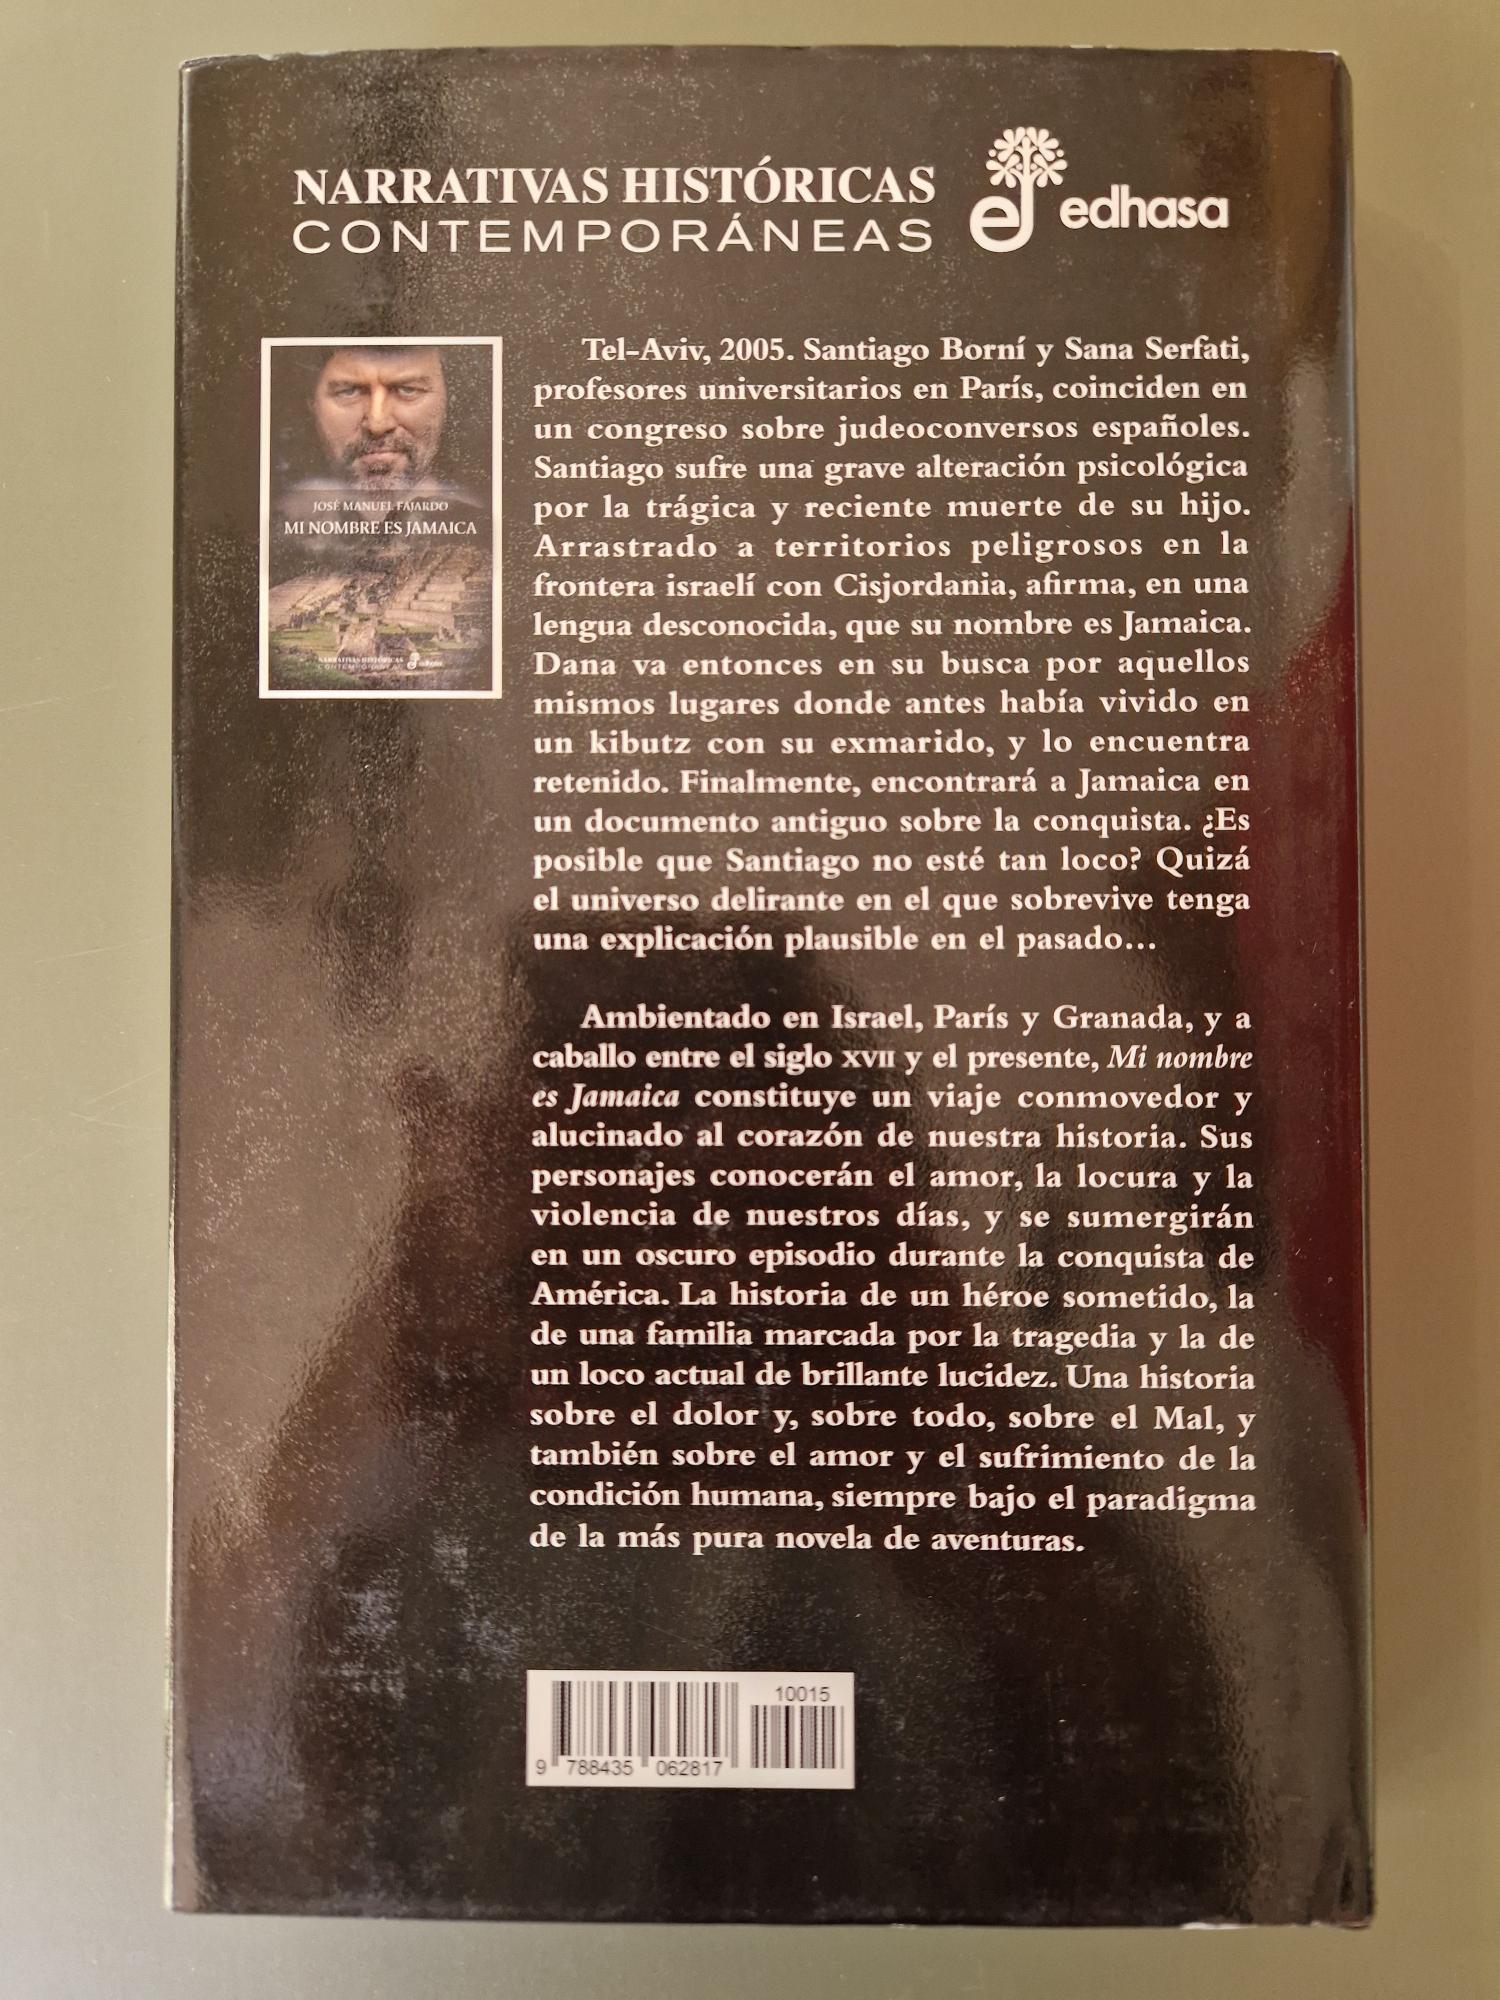 NARRATIVAS HISTÓRICAS
CONTEMPORÁNEAS
edhasa
JOSÉ MANUEL FAJARDO
MI NOMBRE ES JAMAICA
NARRATIVAS HISTÓRICAS
CONTEMPORÁNEAS
edhasa
Tel-Aviv, 2005. Santiago Borní y Sana Serfati,
profesores universitarios en París, coinciden en
un congreso sobre judeoconversos españoles.
Santiago sufre una grave alteración psicológica
por la trágica y reciente muerte de su hijo.
Arrastrado a territorios peligrosos en la
frontera israelí con Cisjordania, afirma, en una
lengua desconocida, que su nombre es Jamaica.
Dana va entonces en su busca por aquellos
mismos lugares donde antes había vivido en
un kibutz con su exmarido, y lo encuentra
retenido. Finalmente, encontrará a Jamaica en
un documento antiguo sobre la conquista. ¿Es
posible que Santiago no esté tan loco? Quizá
el universo delirante en el que sobrevive tenga
una explicación plausible en el pasado…
Ambientado en Israel, París y Granada, y a
caballo entre el siglo XVII y el presente, Mi nombre
es Jamaica constituye un viaje conmovedor y
alucinado al corazón de nuestra historia. Sus
personajes conocerán el amor, la locura y la
violencia de nuestros días, y se sumergirán
en un oscuro episodio durante la conquista de
América. La historia de un héroe sometido, la
de una familia marcada por la tragedia y la de
un loco actual de brillante lucidez. Una historia
sobre el dolor y, sobre todo, sobre el Mal, y
también sobre el amor y el sufrimiento de la
condición humana, siempre bajo el paradigma
de la más pura novela de aventuras.
10015
9 788435 062817